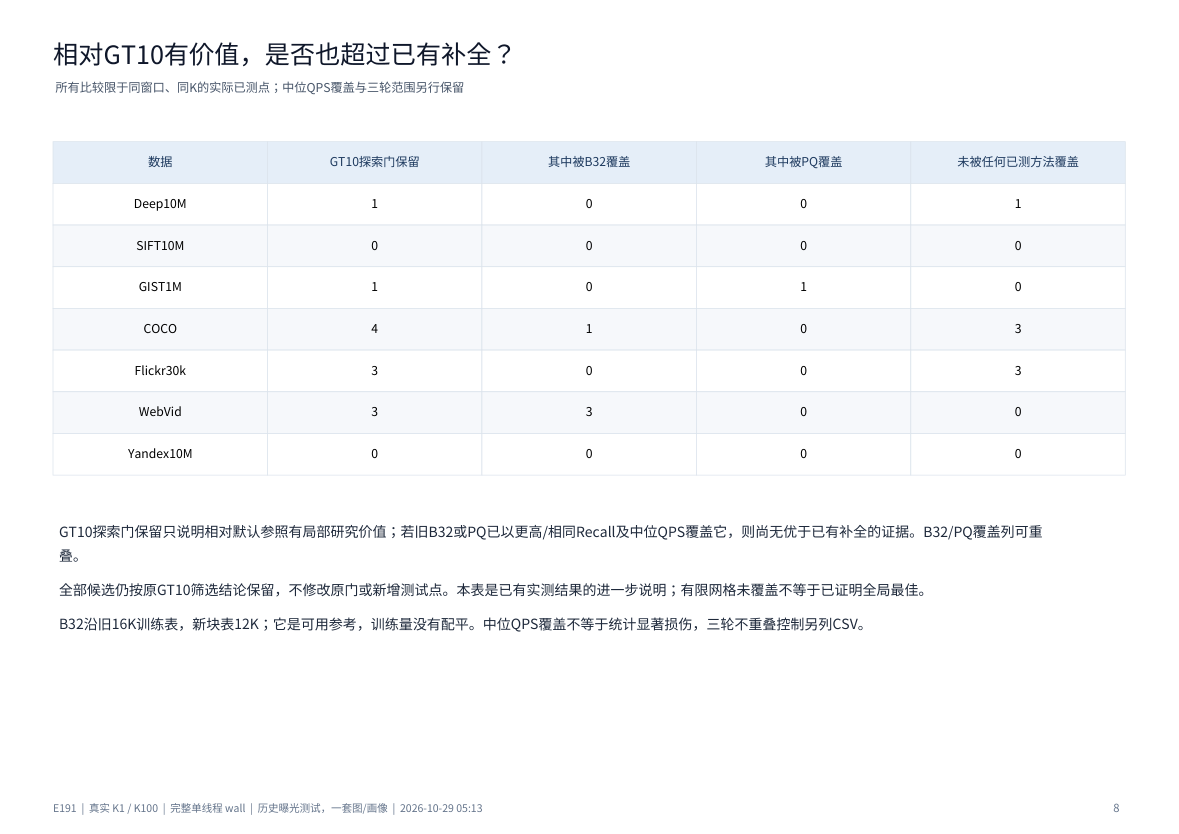 相对GT10有价值，是否也超过已有补全？
所有比较限于同窗口、同K的实际已测点；中位QPS覆盖与三轮范围另行保留
数据 GT10探索门保留 其中被B32覆盖 其中被PQ覆盖 未被任何已测方法覆盖
Deep10M 1 0 0 1
SIFT10M 0 0 0 0
GIST1M 1 0 1 0
COCO 4 1 0 3
Flickr30k 3 0 0 3
WebVid 3 3 0 0
Yandex10M 0 0 0 0
GT10探索门保留只说明相对默认参照有局部研究价值；若旧B32或PQ已以更高/相同Recall及中位QPS覆盖它，则尚无优于已有补全的证据。B32/PQ覆盖列可重
叠。
全部候选仍按原GT10筛选结论保留，不修改原门或新增测试点。本表是已有实测结果的进一步说明；有限网格未覆盖不等于已证明全局最佳。
B32沿旧16K训练表，新块表12K；它是可用参考，训练量没有配平。中位QPS覆盖不等于统计显著损伤，三轮不重叠控制另列CSV。
E191 | 真实 K1 / K100 | 完整单线程 wall | 历史曝光测试，一套图/画像 | 2026-10-29 05:13
8